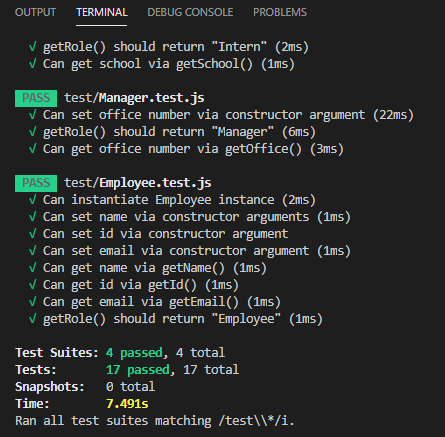 OUTPUT TERMINAL DEBUG CONSOLE PROBLEMS
√ getRole() should return "Intern" (2ms)
√ Can get school via getSchool() (1ms)
PASS test/Manager.test.js
√ Can set office number via constructor argument (22ms)
√ getRole() should return "Manager" (6ms)
√ Can get office number via getOffice() (3ms)
PASS test/Employee.test.js
√ Can instantiate Employee instance (2ms)
√ Can set name via constructor arguments (1ms)
√ Can set id via constructor argument
√ Can set email via constructor argument (1ms)
√ Can get name via getName() (1ms)
√ Can get id via getId() (1ms)
√ Can get email via getEmail() (1ms)
√ getRole() should return "Employee" (1ms)
Test Suites: 4 passed, 4 total
Tests: 17 passed, 17 total
Snapshots: 0 total
Time: 7.491s
Ran all test suites matching /test\\*/i.